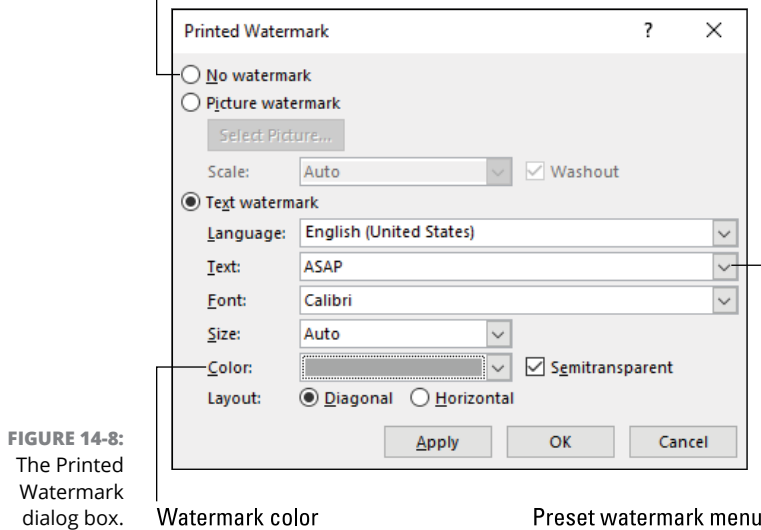 Printed Watermark ?
No watermark
Picture watermark
Select Picture...
Scale: Auto Washout
Text watermark
Language: English (United States)
Text: ASAP
Font: Calibri
Size: Auto
Color: Semitransparent
Layout: Diagonal Horizontal
Apply OK Cancel
FIGURE 14-8:
The Printed
Watermark
dialog box.
Watermark color Preset watermark menu